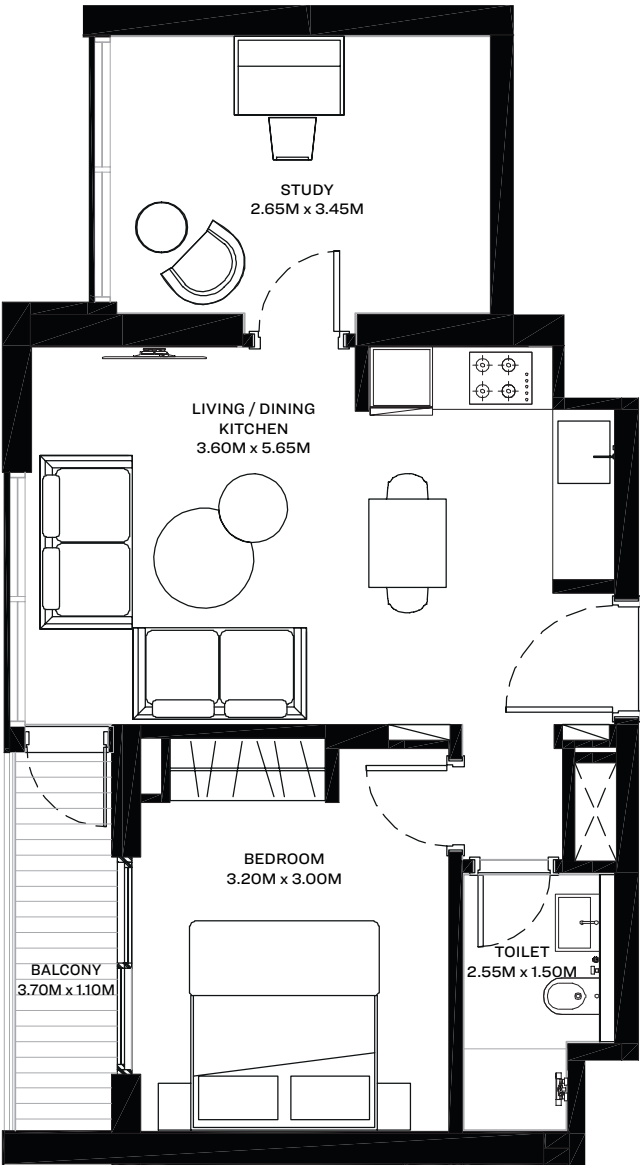 STUDY
2.65M x 3.45M
LIVING / DINING
KITCHEN
3.60M x 5.65M
BEDROOM
3.20M x 3.00M
TOILET
2.55M x 1.50M
BALCONY
3.70M x 1.10M